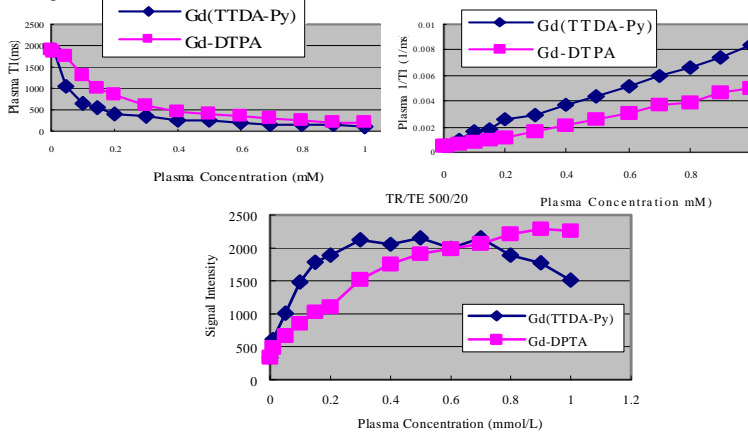 Gd(TTDA-Py)
Gd-DTPA
Plasma T1(ms)
2500
2000
1500
1000
500
0
0
0.2
0.4
0.6
0.8
1
Plasma Concentration (mM)
Gd(TTDA-Py)
Gd-DTPA
Plasma 1/T1 (1/ms
0.01
0.008
0.006
0.004
0.002
0
0
0.2
0.4
0.6
0.8
Plasma Concentration mM)
TR/TE 500/20
Signal Intensity
2500
2000
1500
1000
500
0
0
0.2
0.4
0.6
0.8
1
1.2
Gd(TTDA-Py)
Gd-DPTA
Plasma Concentration (mmol/L)